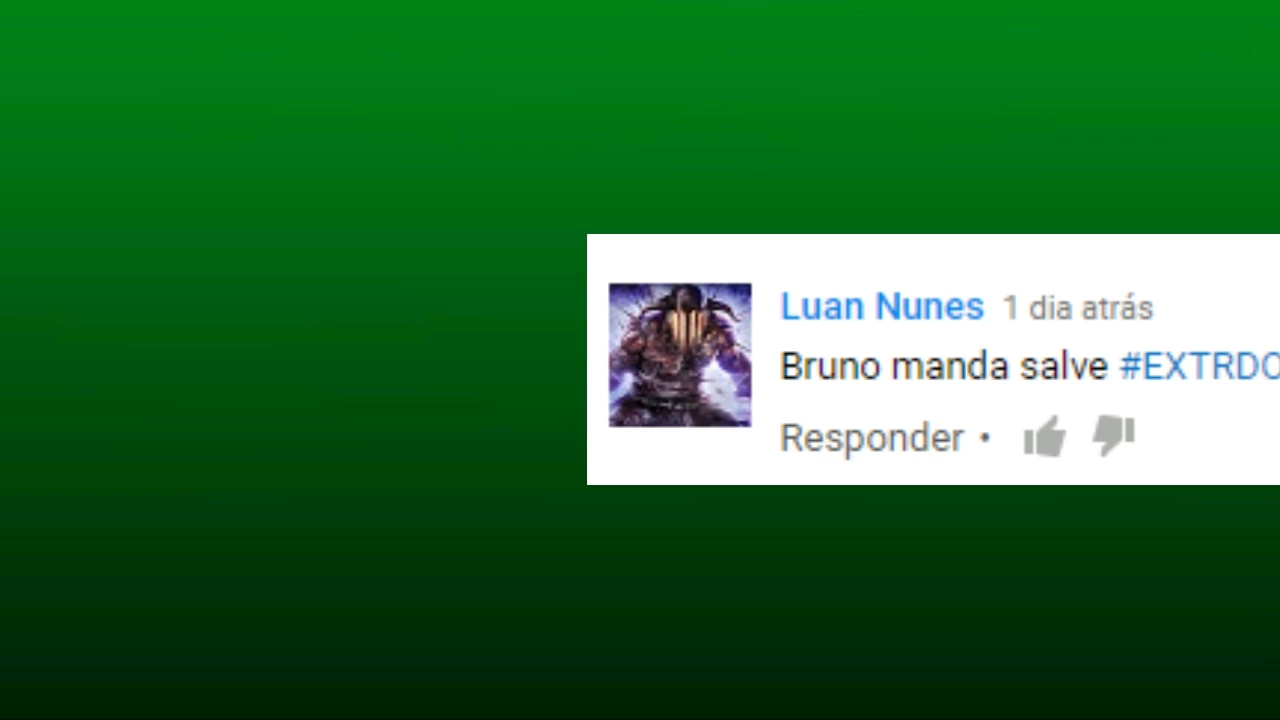 Luan Nunes 1 dia atrás
Bruno manda salve #EXTRDO
Responder •